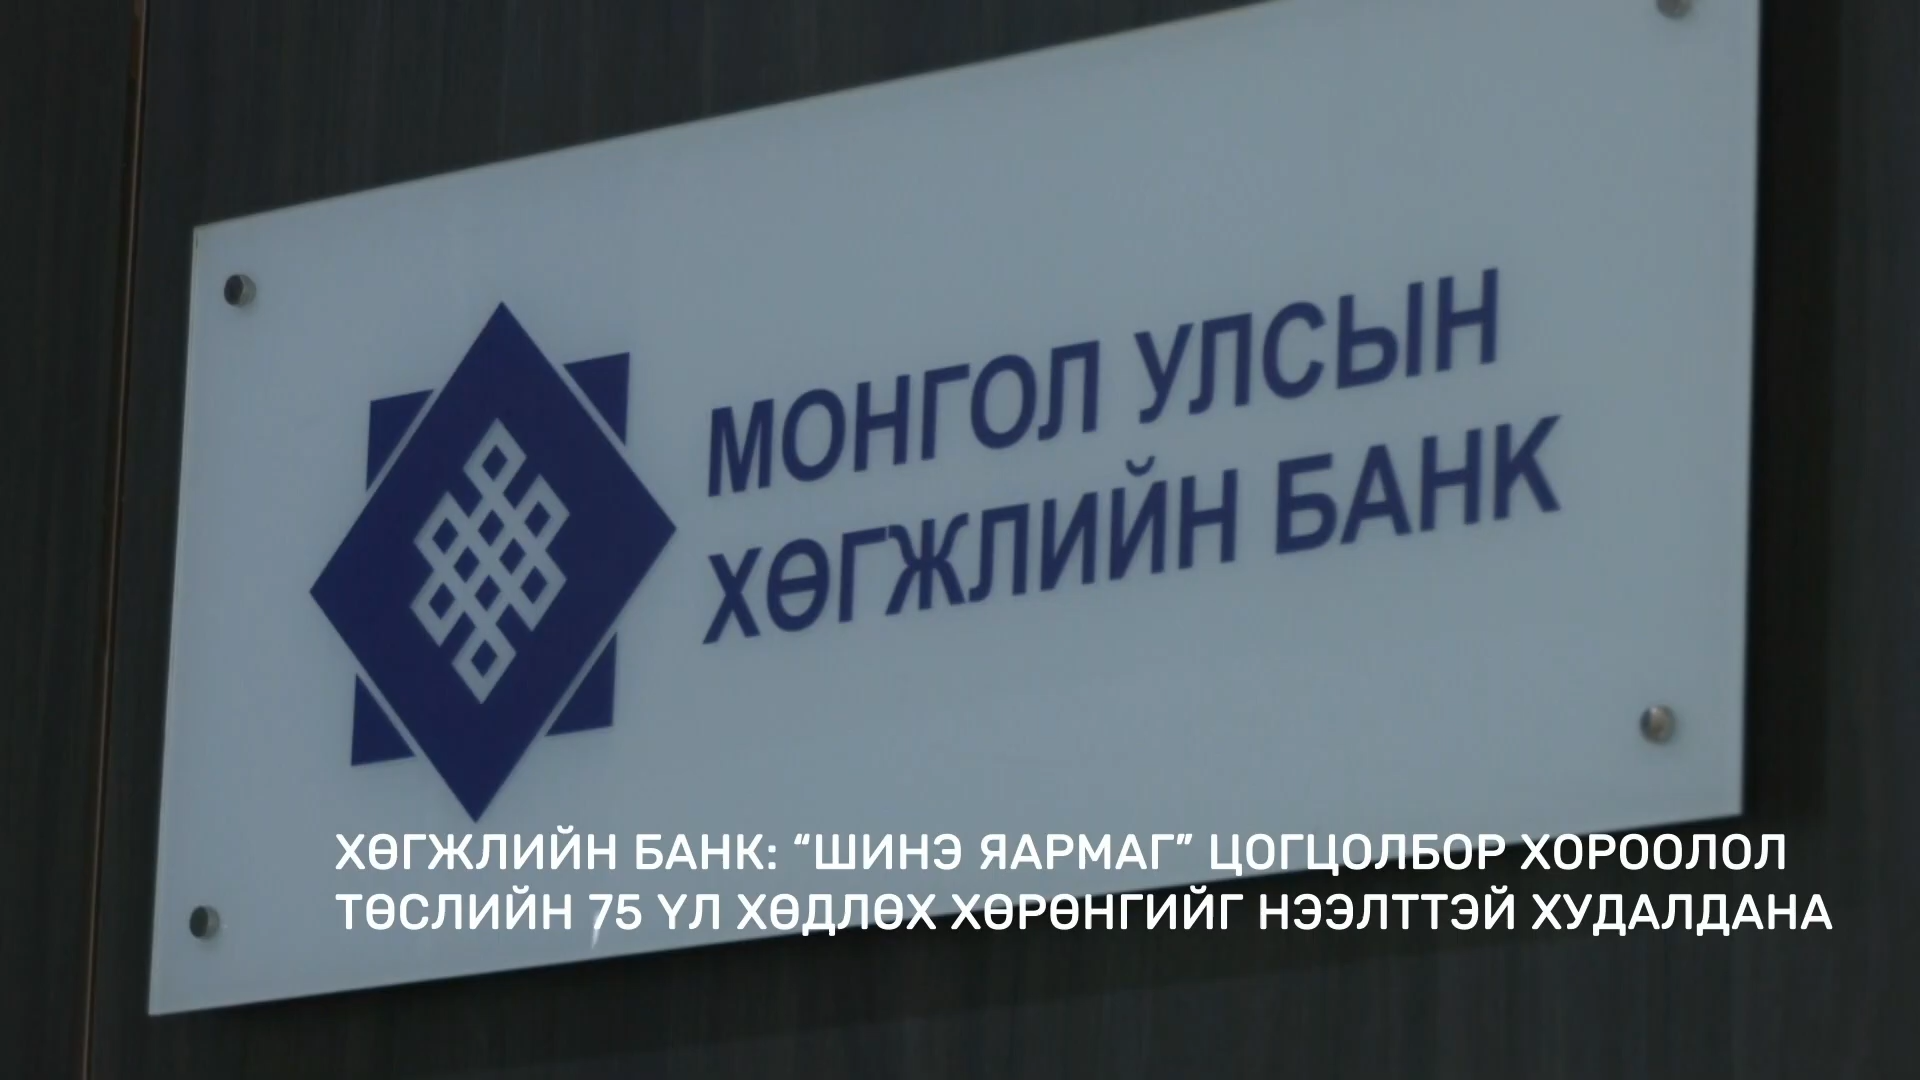 МОНГОЛ УЛСЫН
ХӨГЖЛИЙН БАНК
ХӨГЖЛИЙН БАНК: “ШИНЭ ЯАРМАГ” ЦОГЦОЛБОР ХОРООЛОЛ
ТӨСЛИЙН 75 ҮЛ ХӨДЛӨХ ХӨРӨНГИЙГ НЭЭЛТТЭЙ ХУДАЛДАНА